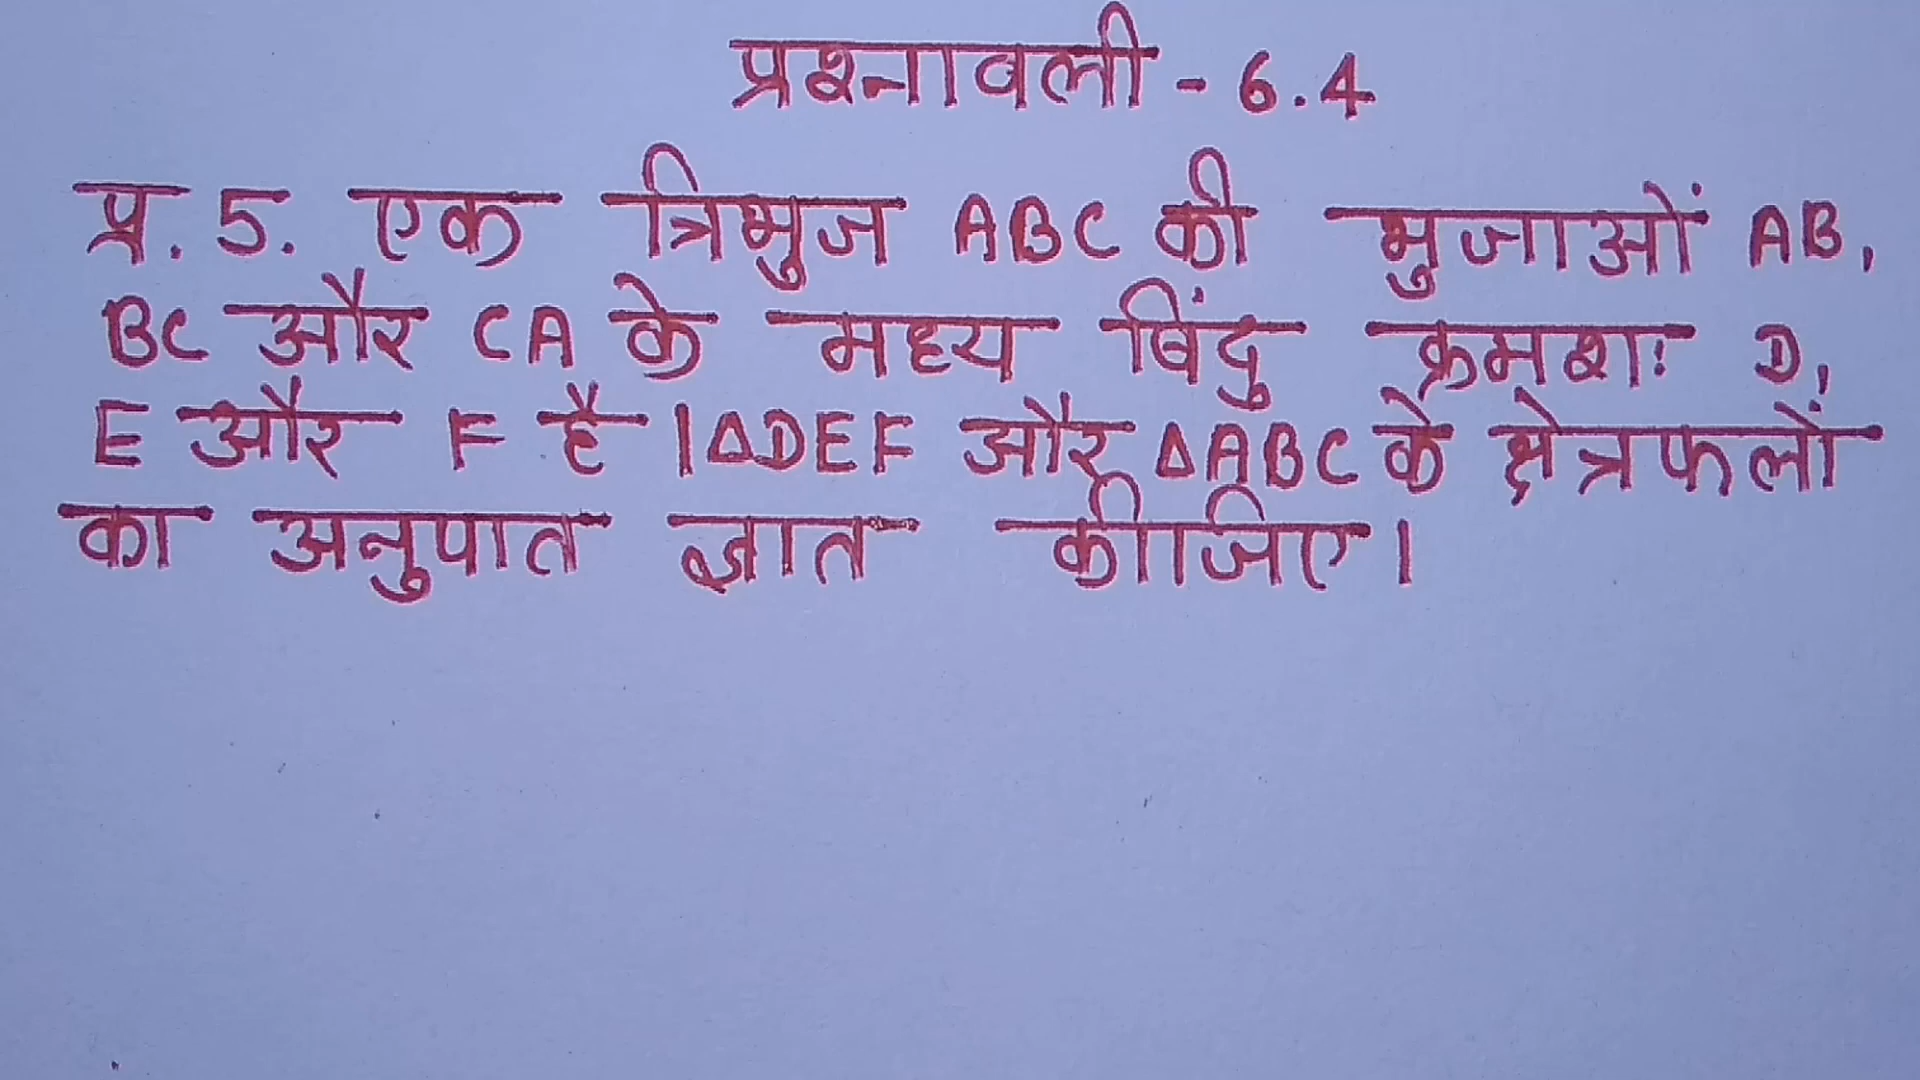 प्रश्नावली - 6.4
प्र. 5. एक त्रिभुज ABC की भुजाओं AB,
BC और CA के मध्य बिंदु क्रमशः D,
E और F है । ΔDEF और ΔABC के क्षेत्रफलों
का अनुपात ज्ञात कीजिए।